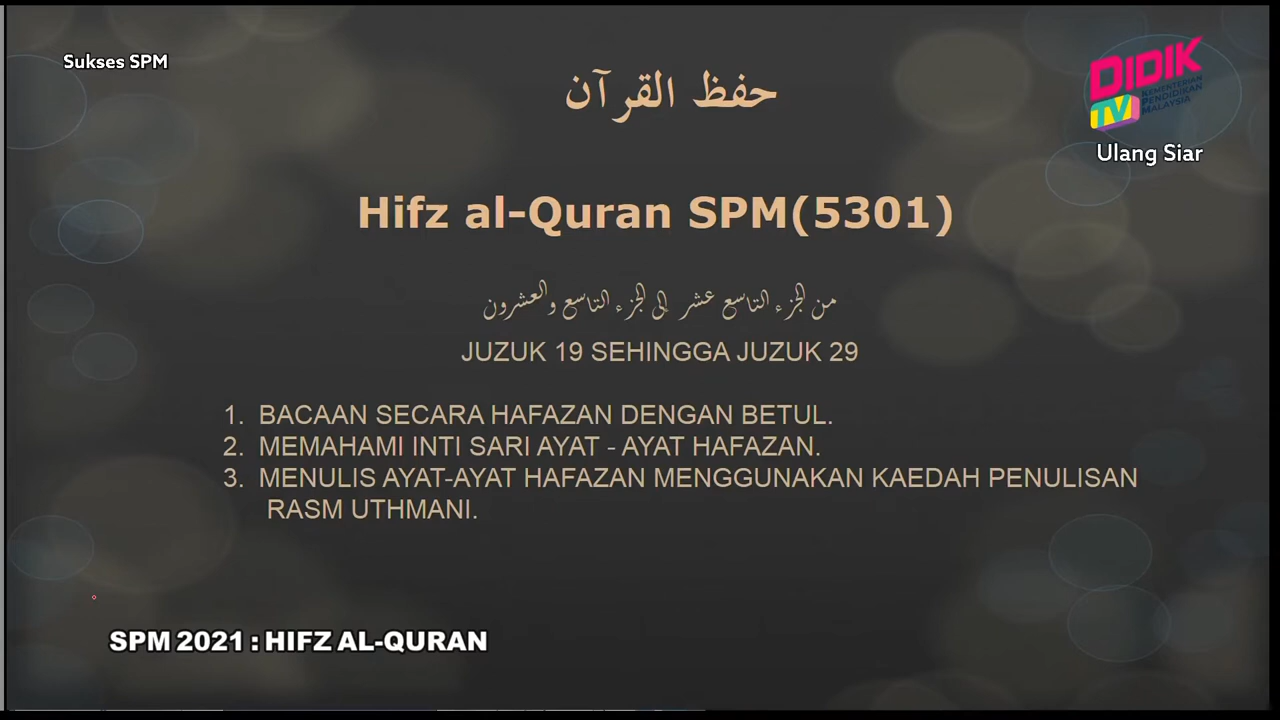 Sukses SPM
DIDIK
TV
KEMENTERIAN
PENDIDIKAN
MALAYSIA
Ulang Siar
حفظ القرآن
Hifz al-Quran SPM(5301)
من الجزء التاسع عشر إلى الجزء التاسع والعشرون
JUZUK 19 SEHINGGA JUZUK 29
1. BACAAN SECARA HAFAZAN DENGAN BETUL.
2. MEMAHAMI INTI SARI AYAT - AYAT HAFAZAN.
3. MENULIS AYAT-AYAT HAFAZAN MENGGUNAKAN KAEDAH PENULISAN
RASM UTHMANI.
SPM 2021 : HIFZ AL-QURAN